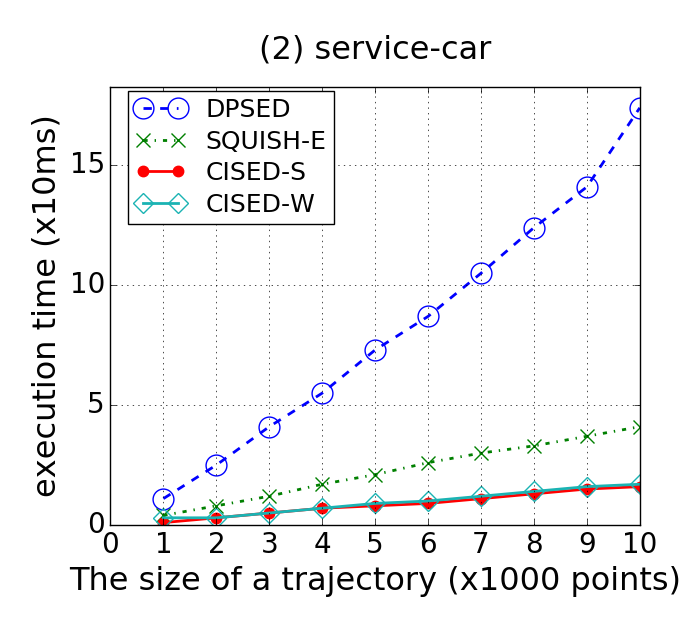 (2) service-car
DPSED
SQUISH-E
CISED-S
CISED-W
execution time (x10ms)
15
10
5
0
0 1 2 3 4 5 6 7 8 9 10
The size of a trajectory (x1000 points)